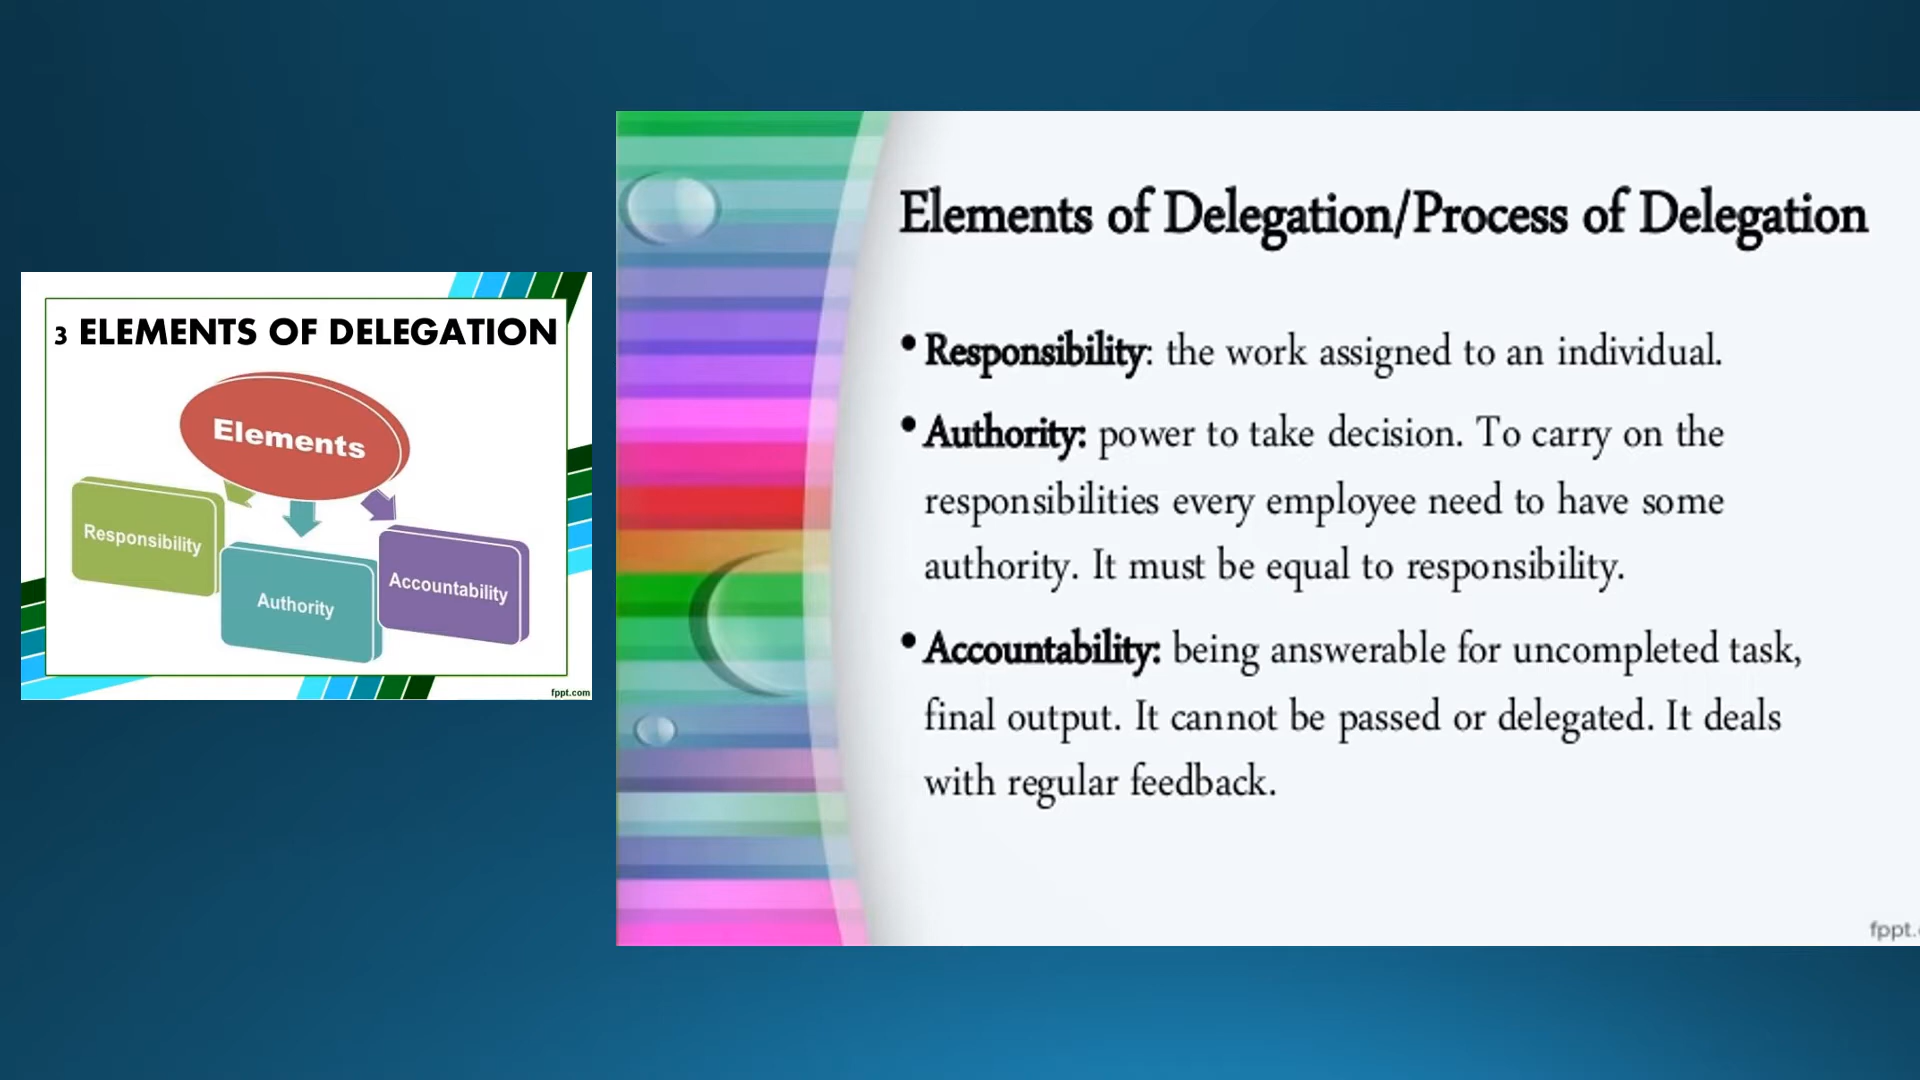 3 ELEMENTS OF DELEGATION
Elements
Responsibility
Authority
Accountability
fppt.com
Elements of Delegation/Process of Delegation
• Responsibility: the work assigned to an individual.
• Authority: power to take decision. To carry on the
responsibilities every employee need to have some
authority. It must be equal to responsibility.
• Accountability: being answerable for uncompleted task,
final output. It cannot be passed or delegated. It deals
with regular feedback.
fppt.